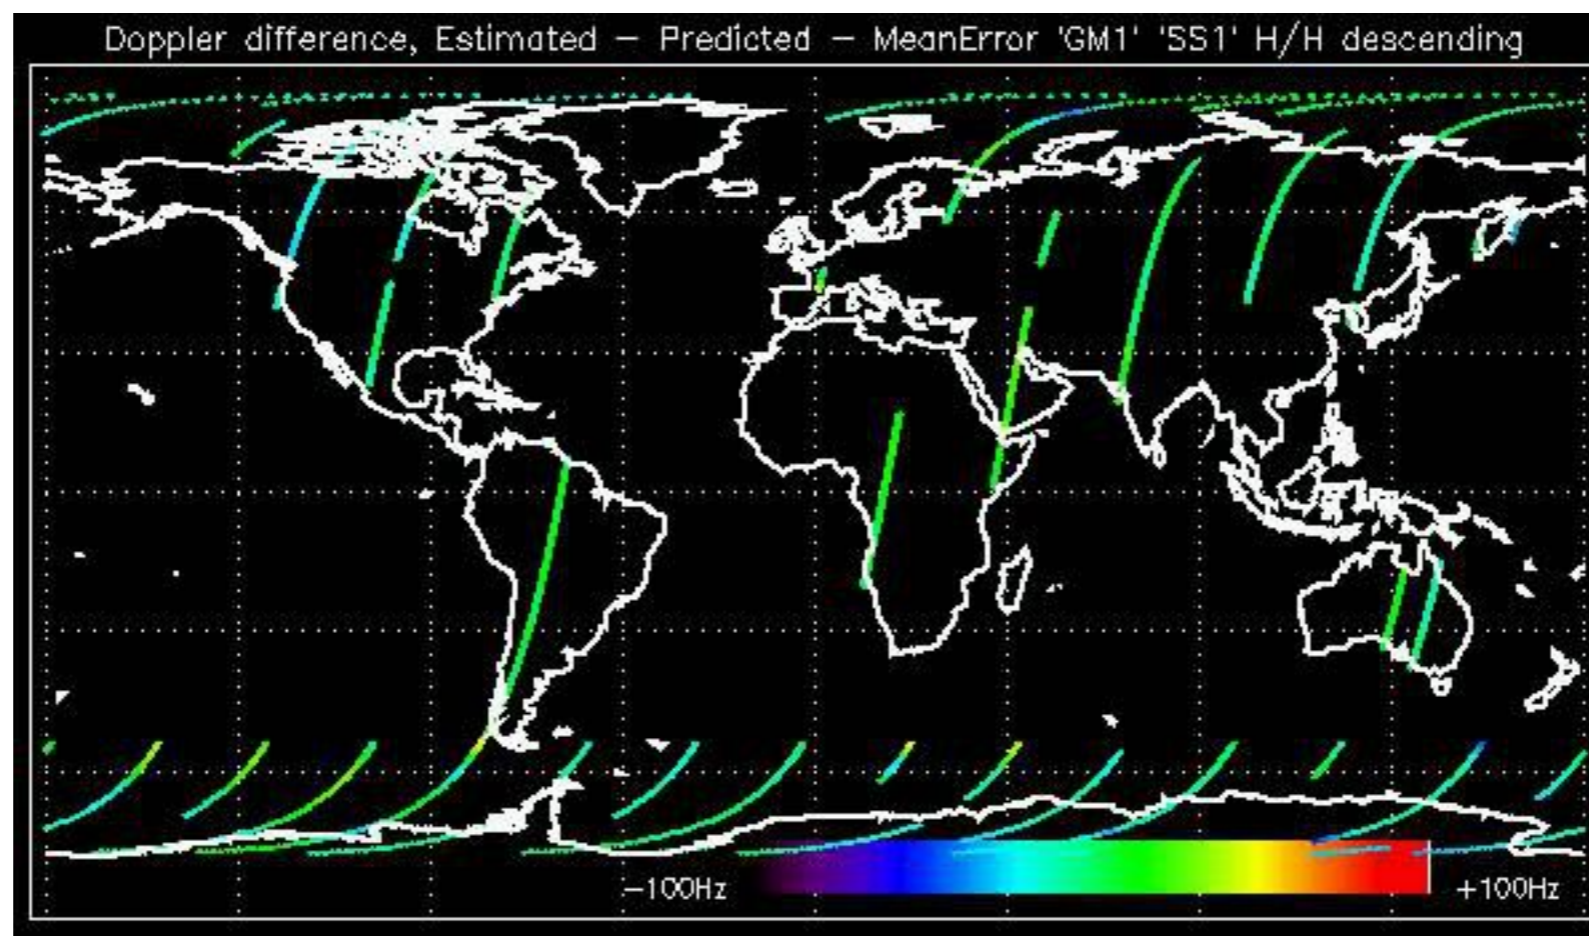 Doppler difference, Estimated - Predicted - MeanError 'GM1' 'SS1' H/H descending
-100Hz
+100Hz